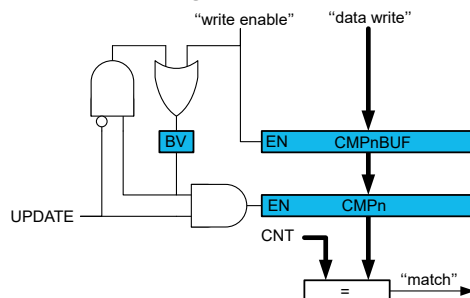 “write enable” “data write”
BV
EN CMPnBUF
EN CMPn
UPDATE
CNT
=
“match”